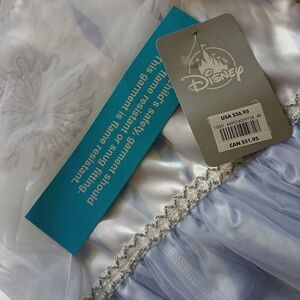 child's safety, garment should
flame resistant or snug fitting.
This garment is flame
resistant.
Disney
USA $36.95
CAN $51.95